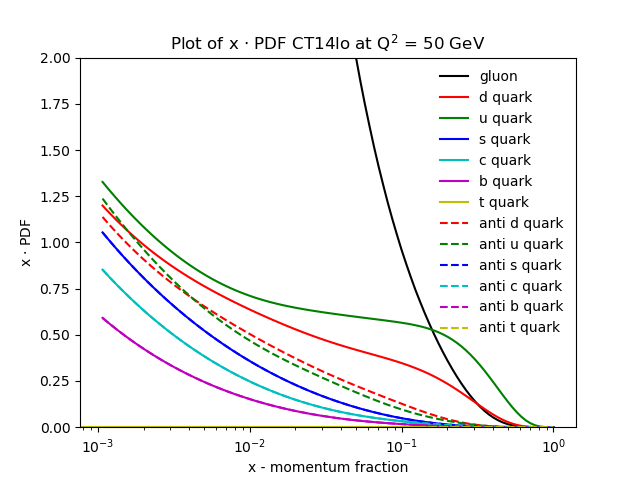 Plot of x · PDF CT14lo at Q² = 50 GeV
2.00
1.75
1.50
1.25
1.00
0.75
0.50
0.25
0.00
x · PDF
gluon
d quark
u quark
s quark
c quark
b quark
t quark
anti d quark
anti u quark
anti s quark
anti c quark
anti b quark
anti t quark
10⁻³ 10⁻² 10⁻¹ 10⁰
x - momentum fraction